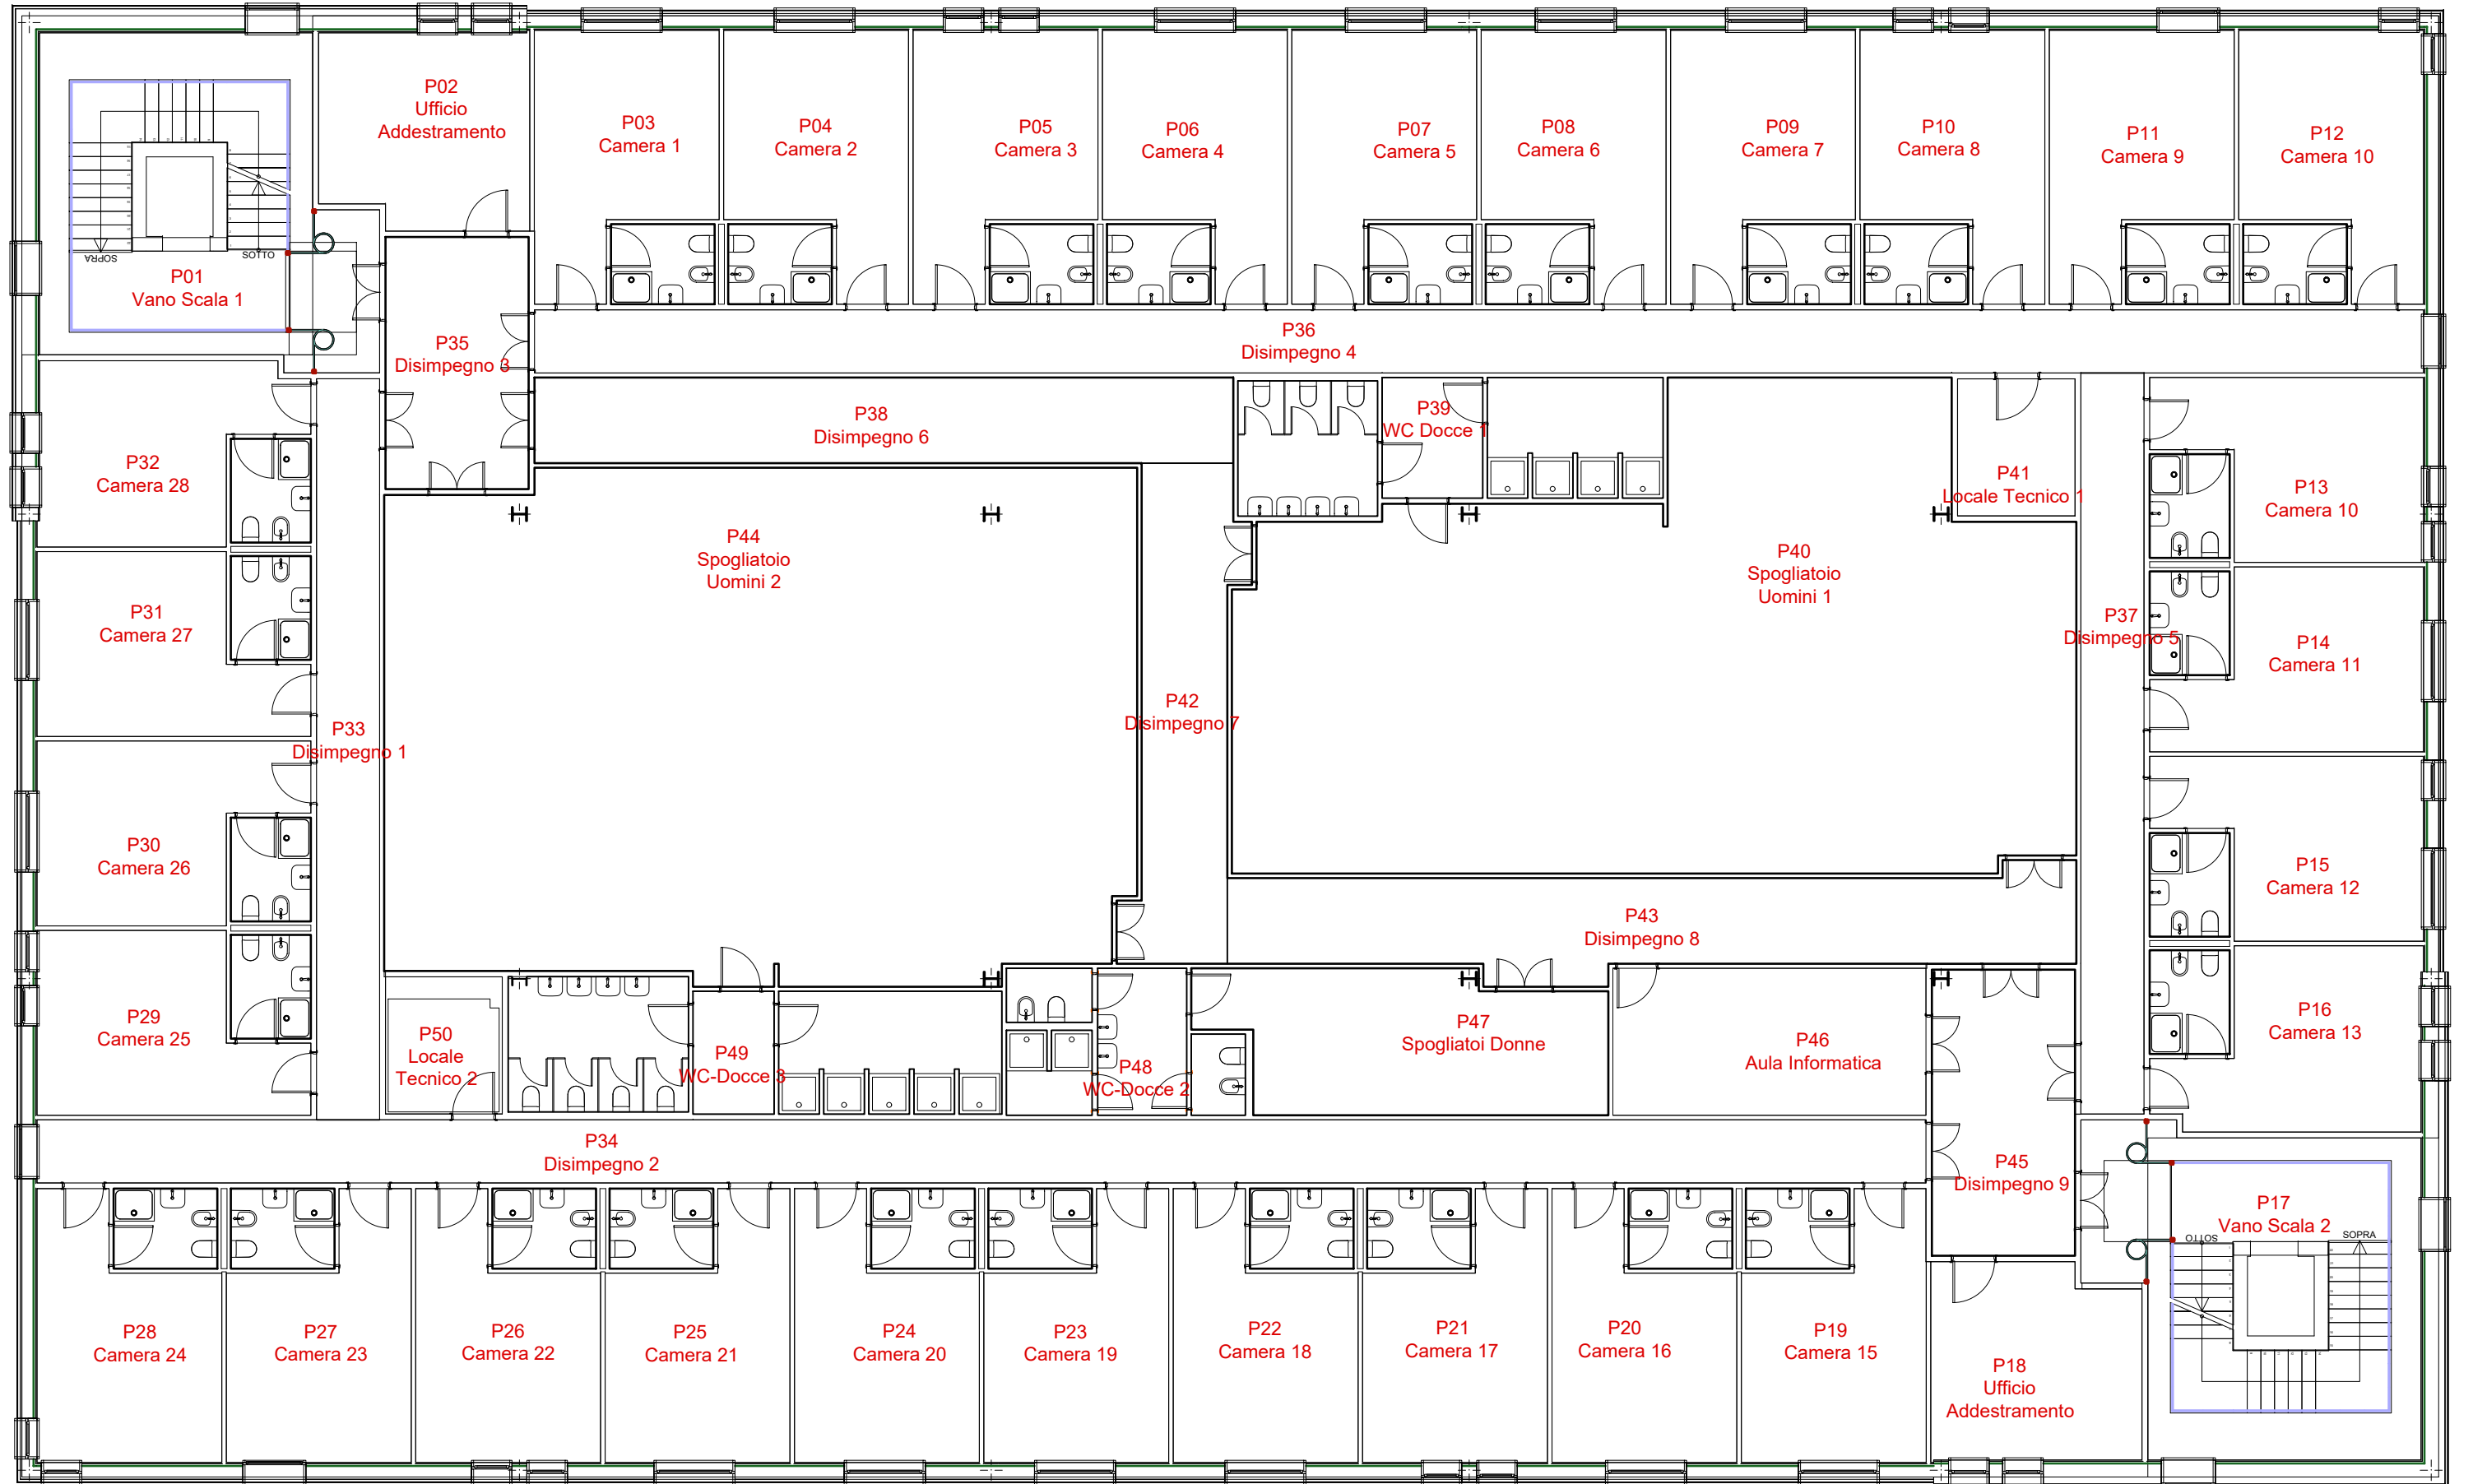 P02
Ufficio
Addestramento
P03
Camera 1
P04
Camera 2
P05
Camera 3
P06
Camera 4
P07
Camera 5
P08
Camera 6
P09
Camera 7
P10
Camera 8
P11
Camera 9
P12
Camera 10
SOPRA
SOTTO
P01
Vano Scala 1
P35
Disimpegno 3
P36
Disimpegno 4
P38
Disimpegno 6
P39
WC Docce 1
P41
Locale Tecnico 1
P32
Camera 28
P13
Camera 10
P44
Spogliatoio
Uomini 2
P40
Spogliatoio
Uomini 1
P31
Camera 27
P37
Disimpegno 5
P14
Camera 11
P33
Disimpegno 1
P42
Disimpegno 7
P30
Camera 26
P15
Camera 12
P43
Disimpegno 8
P29
Camera 25
P50
Locale
Tecnico 2
P49
WC-Docce 3
P48
WC-Docce 2
P47
Spogliatoi Donne
P46
Aula Informatica
P16
Camera 13
P34
Disimpegno 2
P45
Disimpegno 9
P17
Vano Scala 2
SOTTO
SOPRA
P28
Camera 24
P27
Camera 23
P26
Camera 22
P25
Camera 21
P24
Camera 20
P23
Camera 19
P22
Camera 18
P21
Camera 17
P20
Camera 16
P19
Camera 15
P18
Ufficio
Addestramento